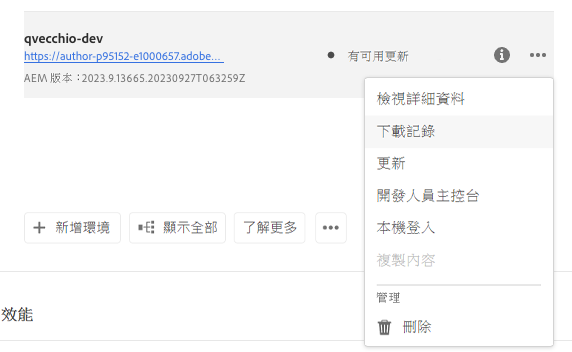 qvecchio-dev
https://author-p95152-e1000657.adobe...
有可用更新
AEM 版本：2023.9.13665.20230927T063259Z
檢視詳細資料
下載記錄
更新
開發人員主控台
本機登入
複製內容
管理
刪除
新增環境
顯示全部
了解更多
效能